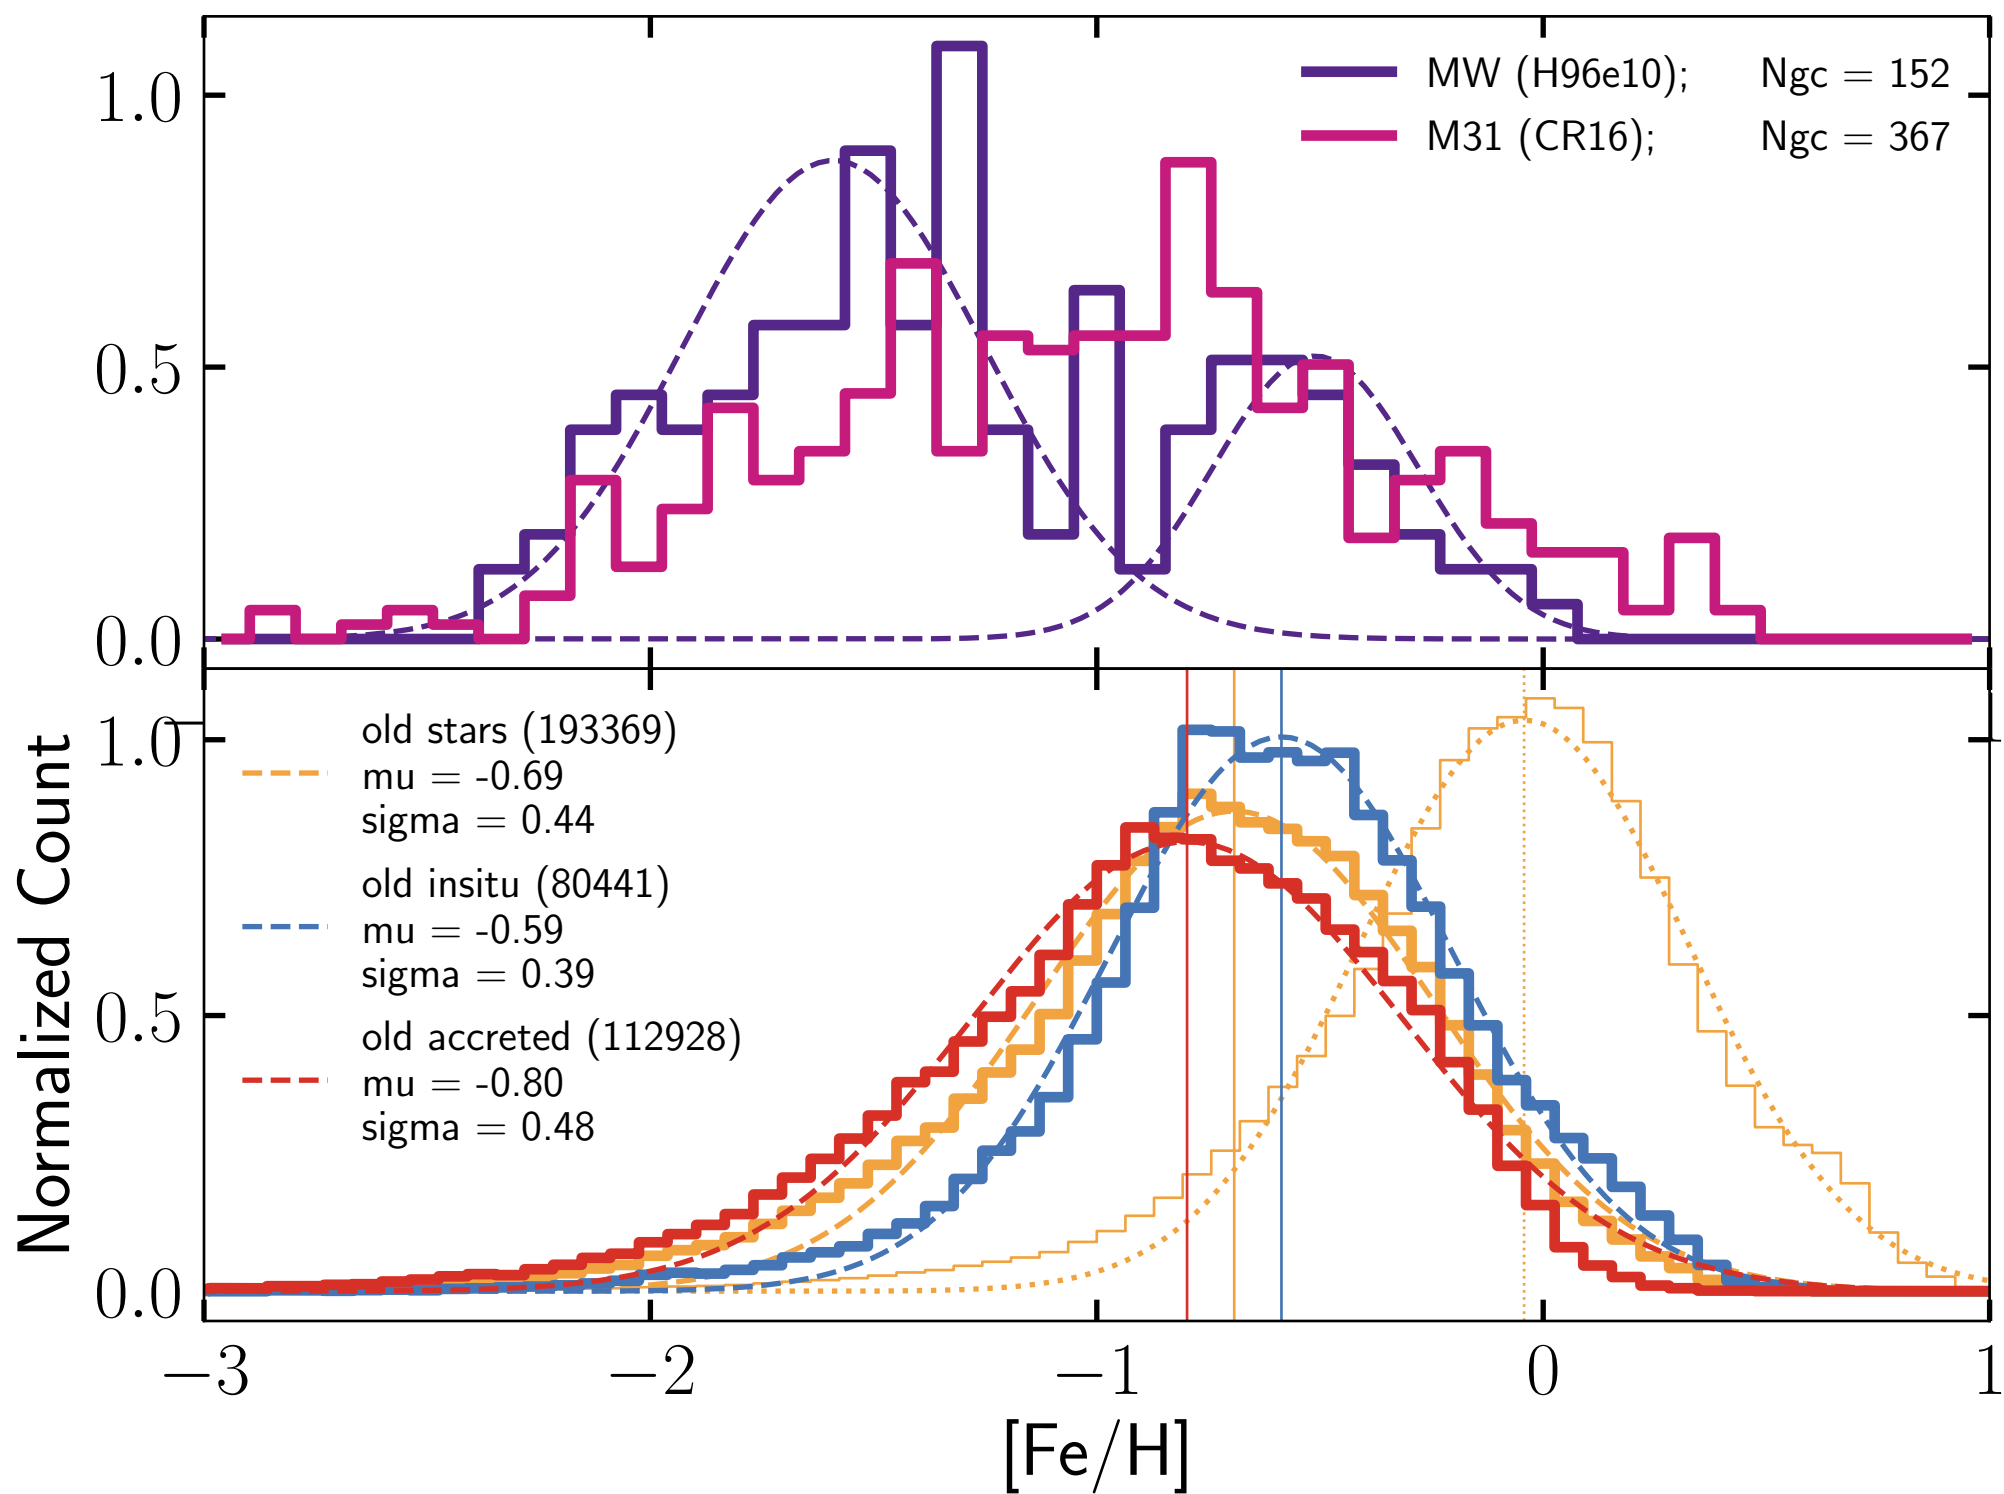 1.0
0.5
0.0
MW (H96e10); Ngc = 152
M31 (CR16); Ngc = 367
Normalized Count
1.0
0.5
0.0
old stars (193369)
mu = -0.69
sigma = 0.44
old insitu (80441)
mu = -0.59
sigma = 0.39
old accreted (112928)
mu = -0.80
sigma = 0.48
−3 −2 −1 0 1
[Fe/H]